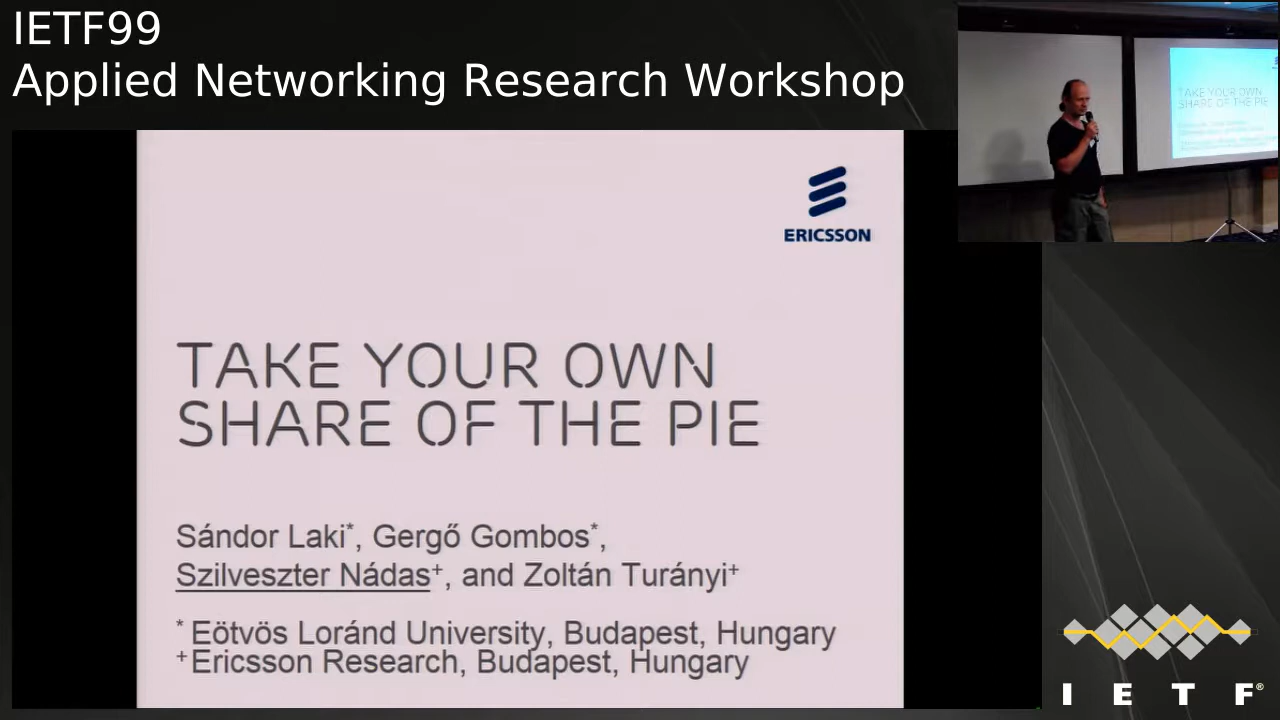 IETF99
Applied Networking Research Workshop
TAKE YOUR OWN
SHARE OF THE PIE
ERICSSON
TAKE YOUR OWN
SHARE OF THE PIE
Sándor Laki*, Gergő Gombos*,
Szilveszter Nádas+, and Zoltán Turányi+
* Eötvös Loránd University, Budapest, Hungary
+ Ericsson Research, Budapest, Hungary
I E T F®